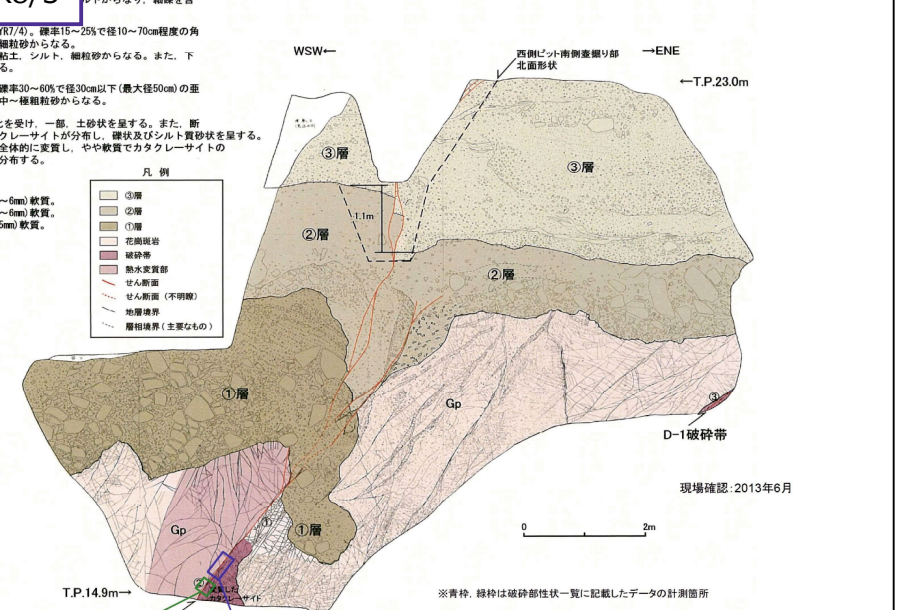 YR7/4)。礫率15~25%で径10~70cm程度の角
細粒砂からなる。
粘土，シルト，細粒砂からなる。また，下
る。
礫率30~60%で径30cm以下(最大径50cm)の亜
中~極粗粒砂からなる。
化を受け，一部，土砂状を呈する。また，断
クレーサイトが分布し，礫状及びシルト質砂状を呈する。
全体的に変質し，やや軟質でカタクレーサイトの
分布する。
~6mm)軟質。
~6mm)軟質。
5mm)軟質。
凡例
③層
②層
①層
花崗斑岩
破砕帯
熱水変質部
せん断面
せん断面（不明瞭）
地層境界
層相境界（主要なもの）
WSW←
西側ピット南側壺掘り部
北面形状
→ENE
←T.P.23.0m
③層
③層
1.1m
②層
②層
①層
Gp
③
D-1破砕帯
現場確認：2013年6月
0 2m
Gp
①
①層
②
T.P.14.9m→
カタクレーサイト
※青枠，緑枠は破砕部性状一覧に記載したデータの計測箇所